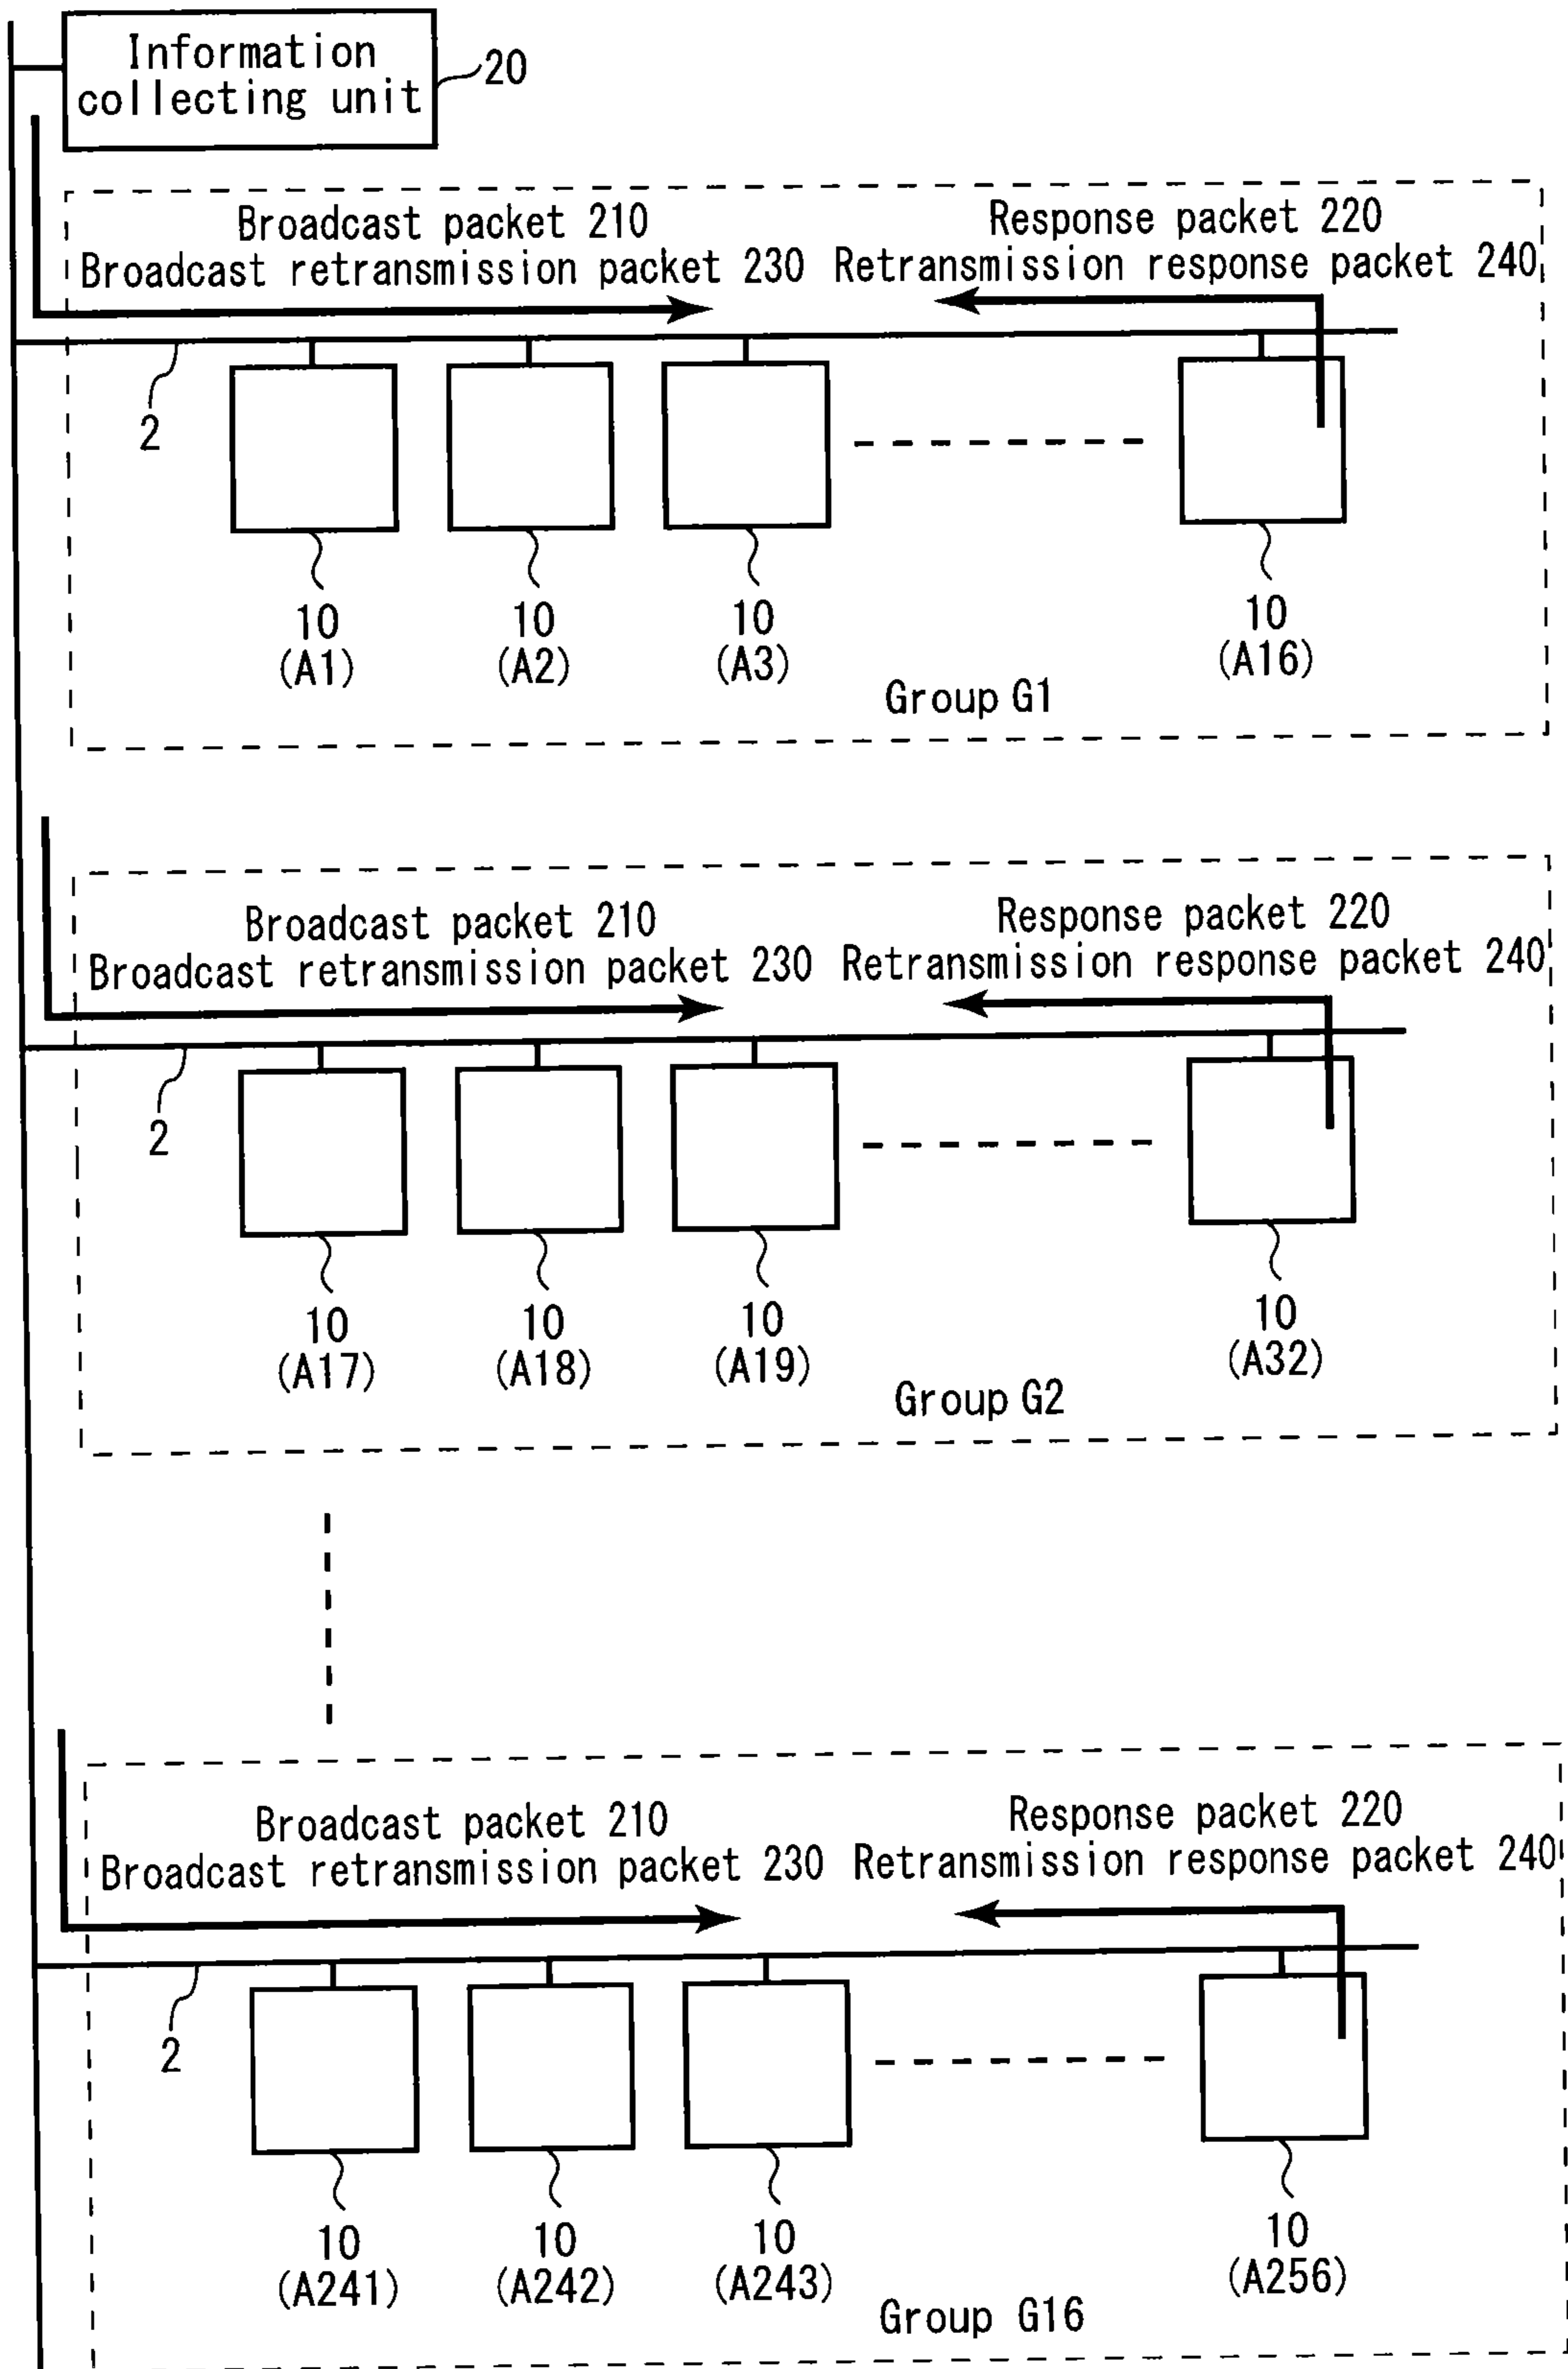 Information
collecting unit
20
Broadcast packet 210
Broadcast retransmission packet 230
Response packet 220
Retransmission response packet 240
2
10
(A1)
10
(A2)
10
(A3)
10
(A16)
Group G1
Broadcast packet 210
Broadcast retransmission packet 230
Response packet 220
Retransmission response packet 240
2
10
(A17)
10
(A18)
10
(A19)
10
(A32)
Group G2
Broadcast packet 210
Broadcast retransmission packet 230
Response packet 220
Retransmission response packet 240
2
10
(A241)
10
(A242)
10
(A243)
10
(A256)
Group G16